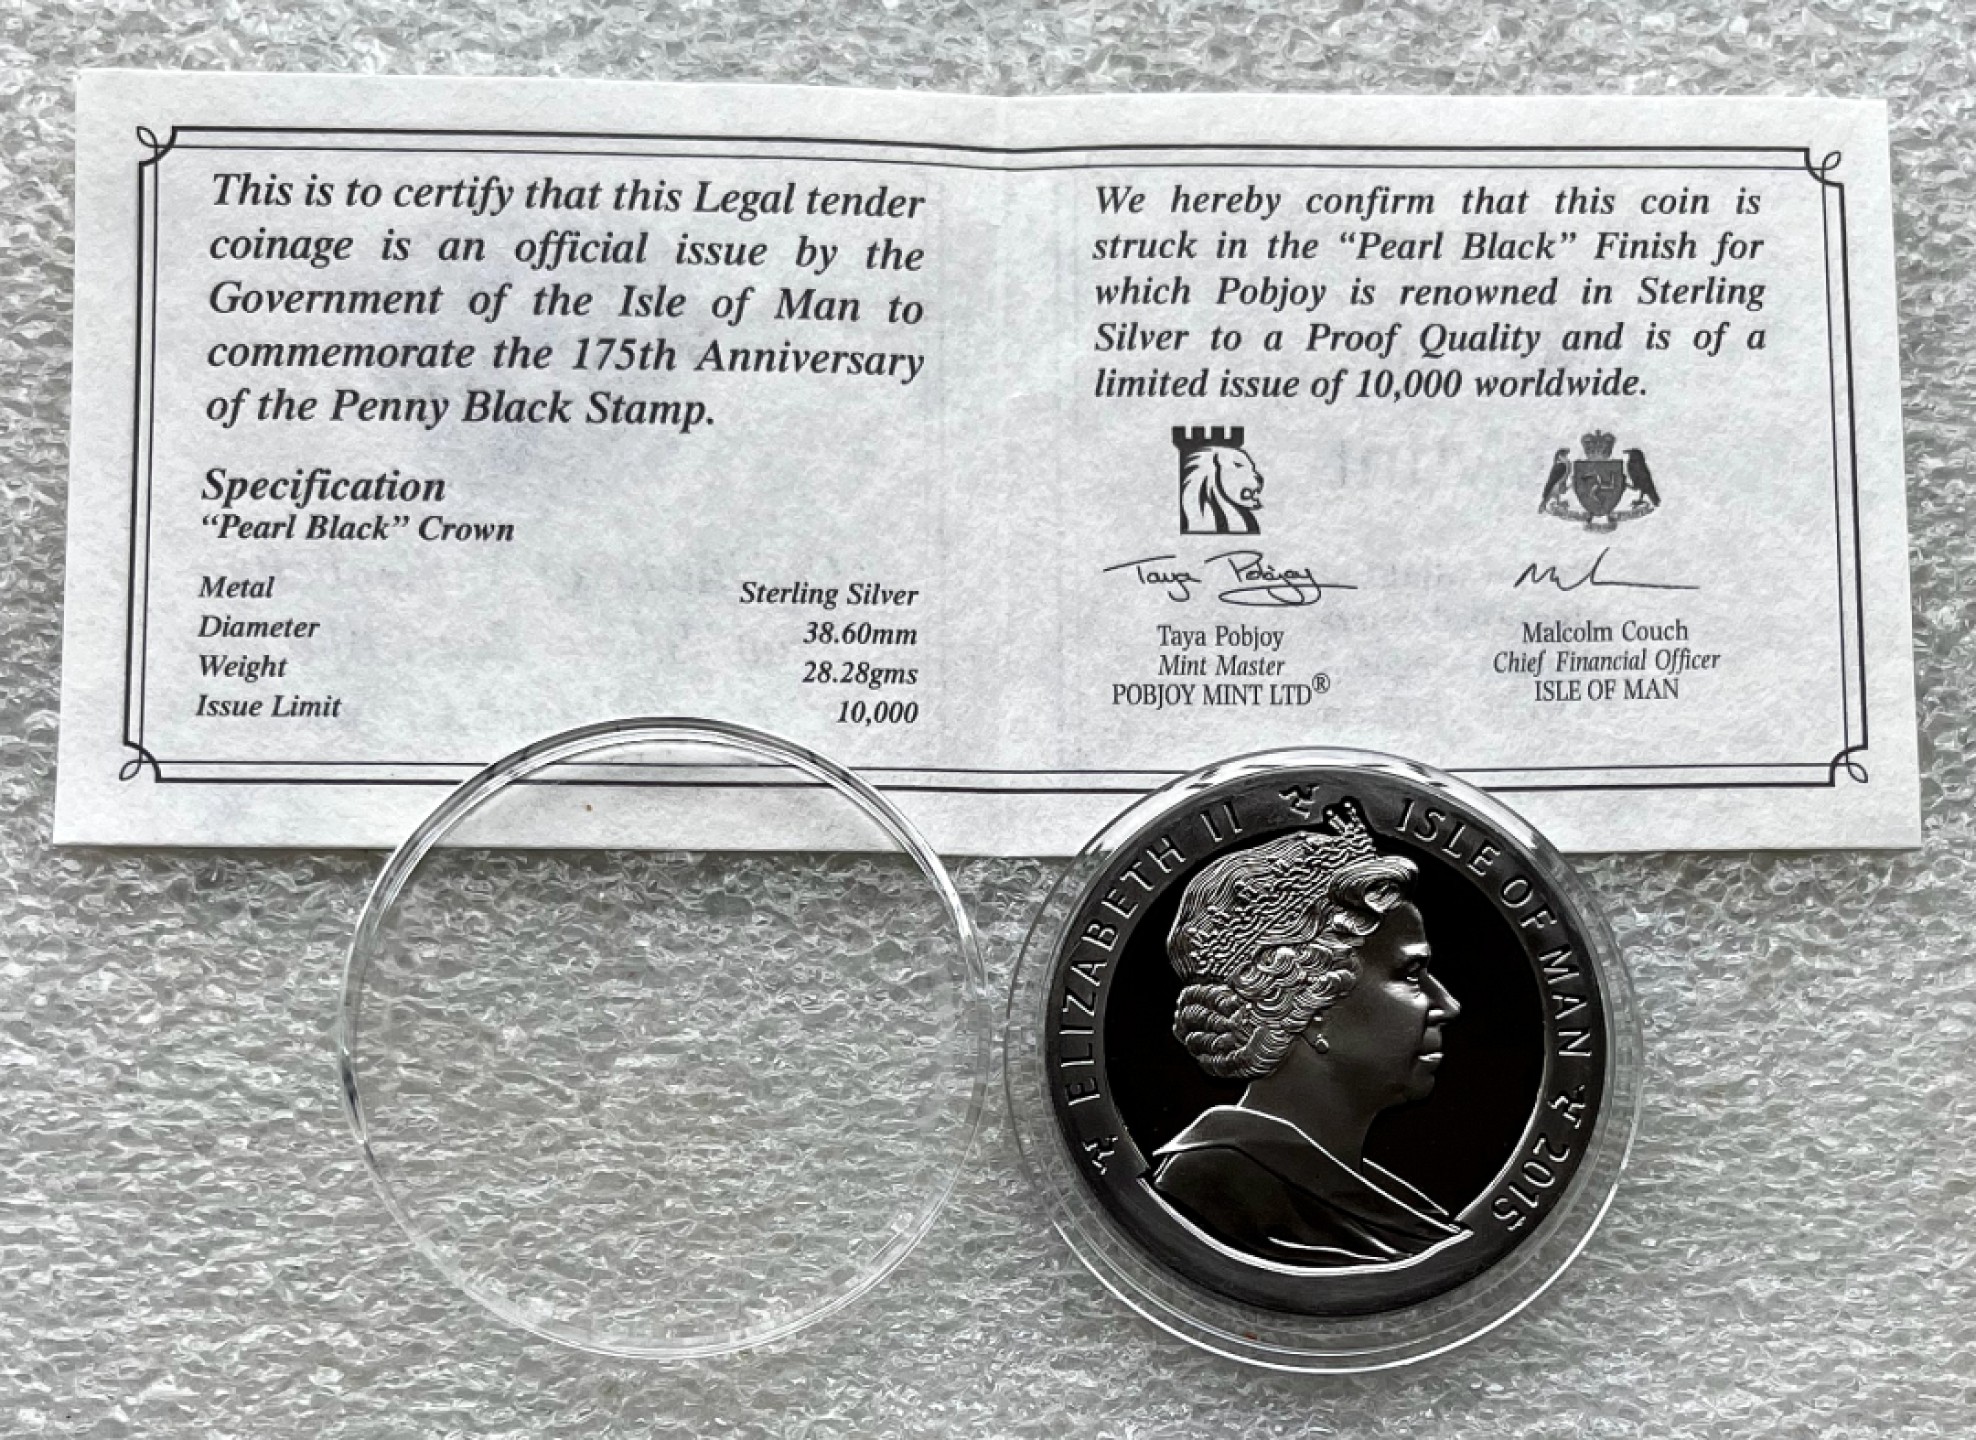 This is to certify that this Legal tender
coinage is an official issue by the
Government of the Isle of Man to
commemorate the 175th Anniversary
of the Penny Black Stamp.
Specification
“Pearl Black” Crown
Metal Sterling Silver
Diameter 38.60mm
Weight 28.28gms
Issue Limit 10,000
We hereby confirm that this coin is
struck in the “Pearl Black” Finish for
which Pobjoy is renowned in Sterling
Silver to a Proof Quality and is of a
limited issue of 10,000 worldwide.
Taya Pobjoy
Taya Pobjoy
Mint Master
POBJOY MINT LTD®
Malcolm Couch
Chief Financial Officer
ISLE OF MAN
ELIZABETH II ISLE OF MAN 2015